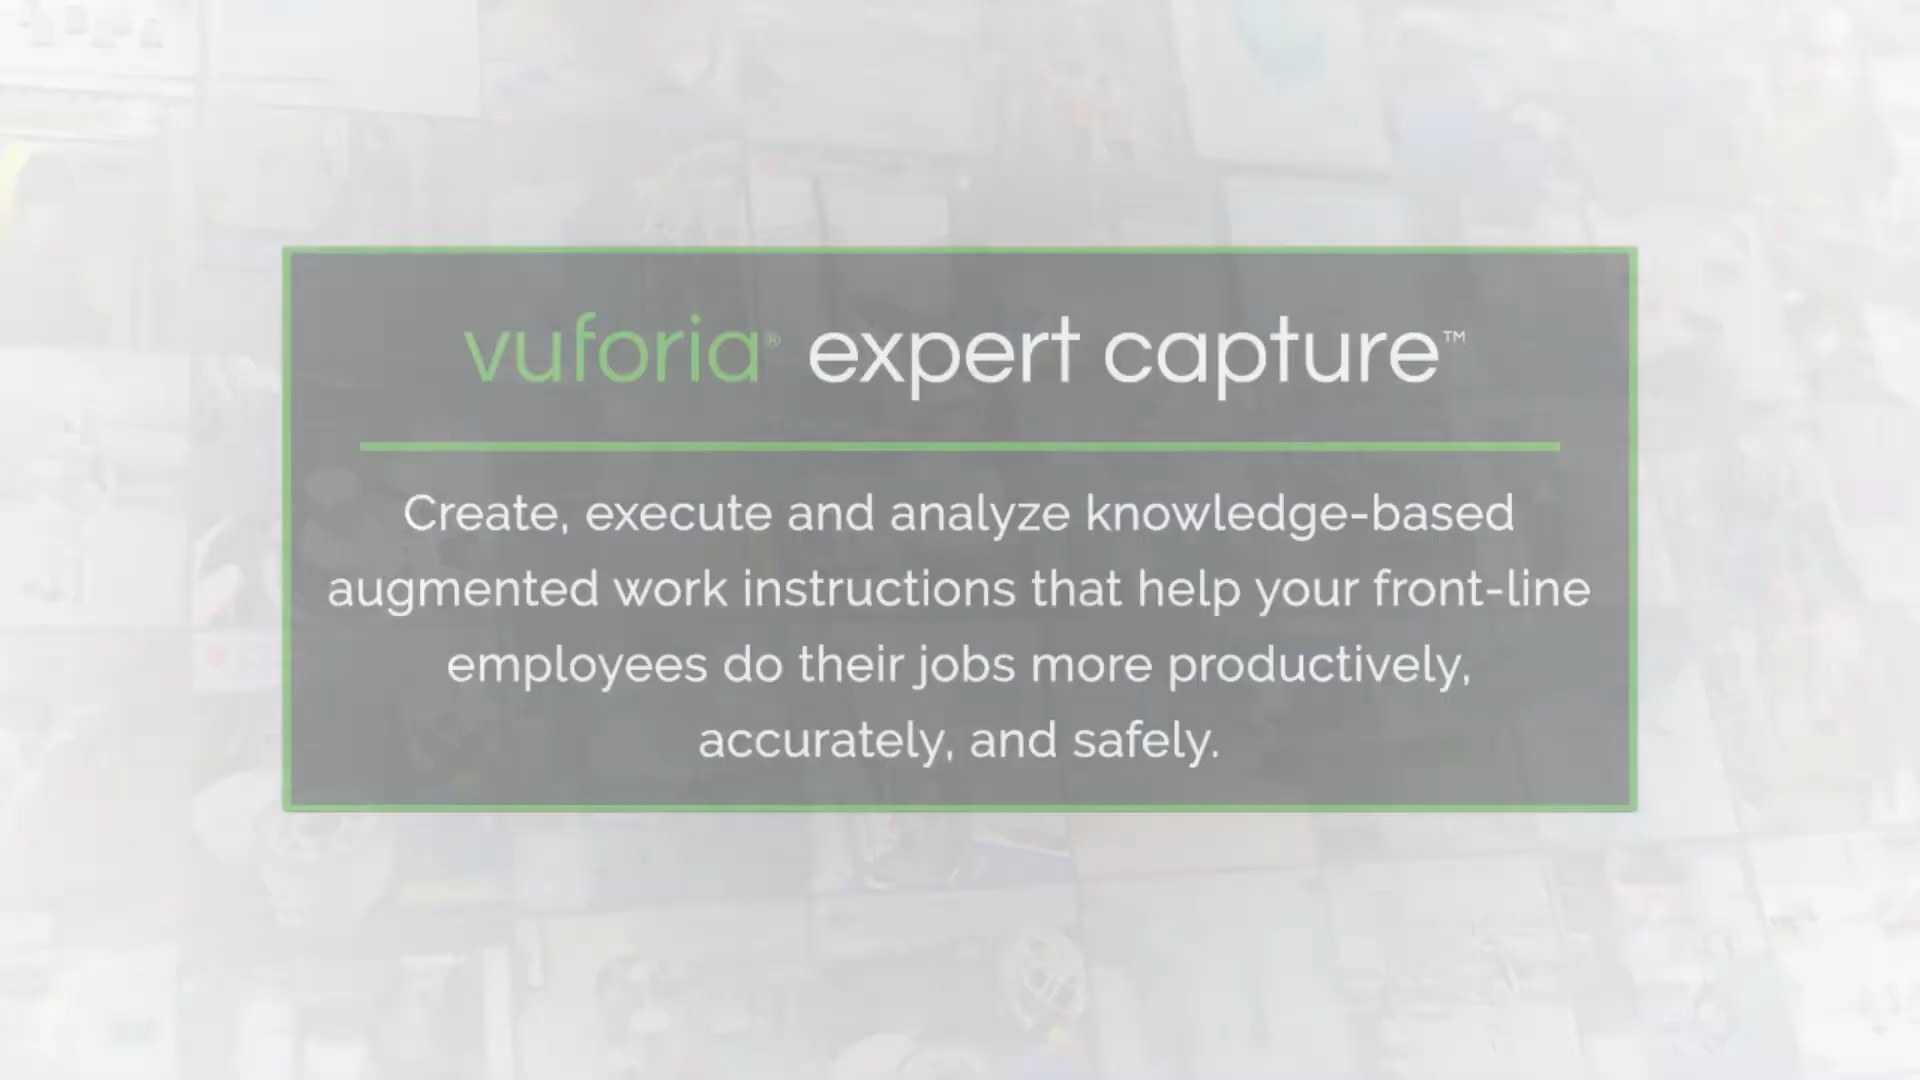 vuforia® expert capture™
Create, execute and analyze knowledge-based
augmented work instructions that help your front-line
employees do their jobs more productively,
accurately, and safely.